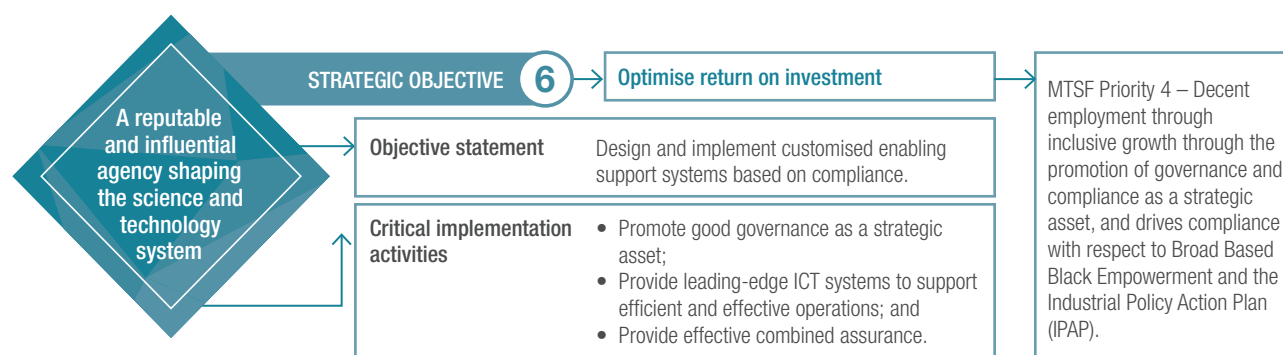 A reputable
and influential
agency shaping
the science and
technology
system
STRATEGIC OBJECTIVE 6
Optimise return on investment
Objective statement
Design and implement customised enabling
support systems based on compliance.
Critical implementation
activities
• Promote good governance as a strategic
asset;
• Provide leading-edge ICT systems to support
efficient and effective operations; and
• Provide effective combined assurance.
MTSF Priority 4 – Decent
employment through
inclusive growth through the
promotion of governance and
compliance as a strategic
asset, and drives compliance
with respect to Broad Based
Black Empowerment and the
Industrial Policy Action Plan
(IPAP).